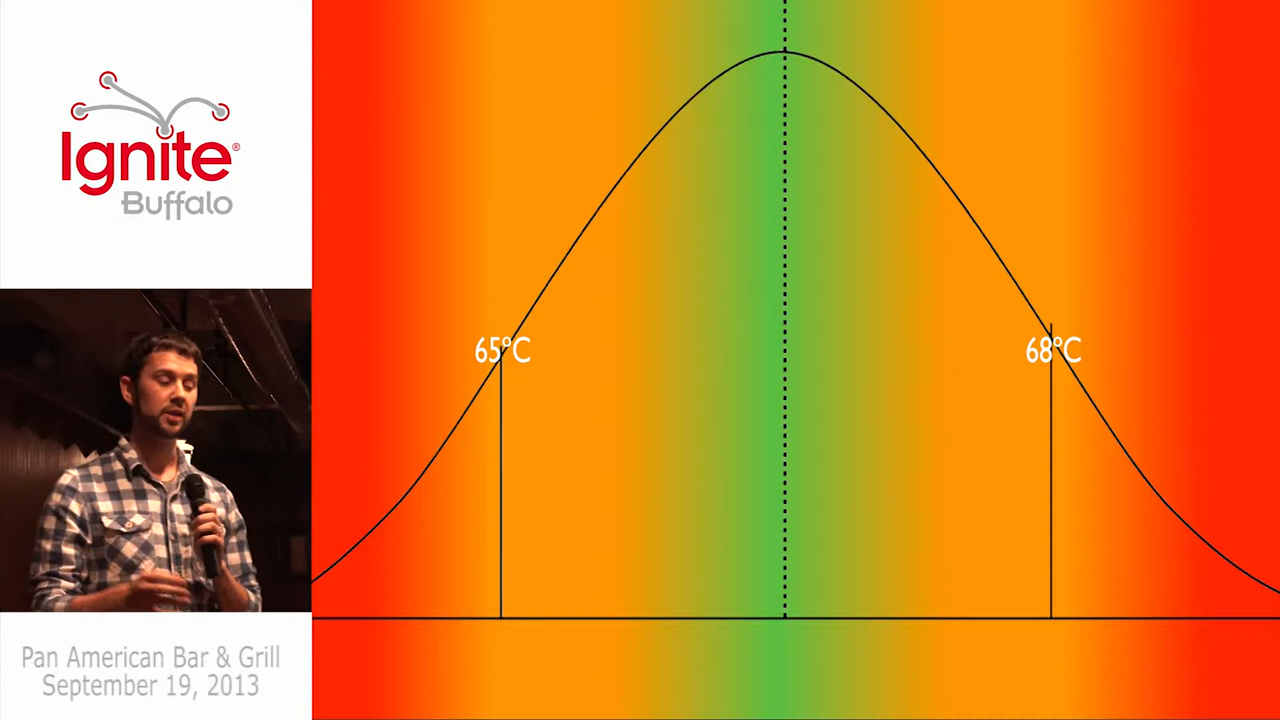 Ignite®
Buffalo
65°C
68°C
Pan American Bar & Grill
September 19, 2013